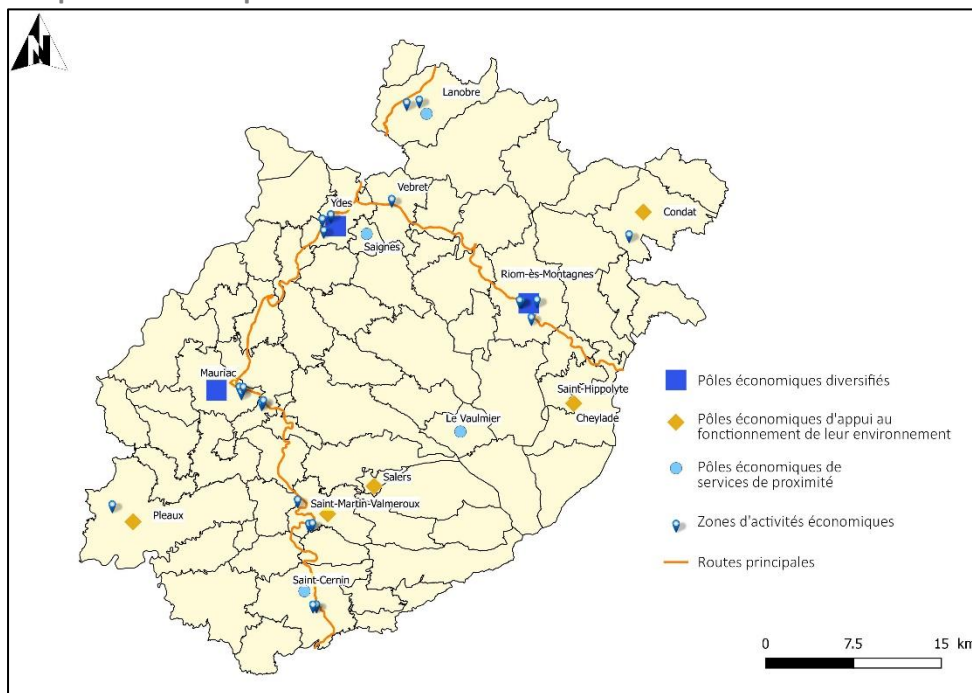 N
Lanobre
Vebret
Ydes
Condat
Saignes
Riom-ès-Montagnes
Mauriac
Saint-Hippolyte
Cheylade
Le Vaulmier
Salers
Saint-Martin-Valmeroux
Pleaux
Saint-Cernin
Pôles économiques diversifiés
Pôles économiques d'appui au
fonctionnement de leur environnement
Pôles économiques de
services de proximité
Zones d'activités économiques
Routes principales
0 7.5 15 km